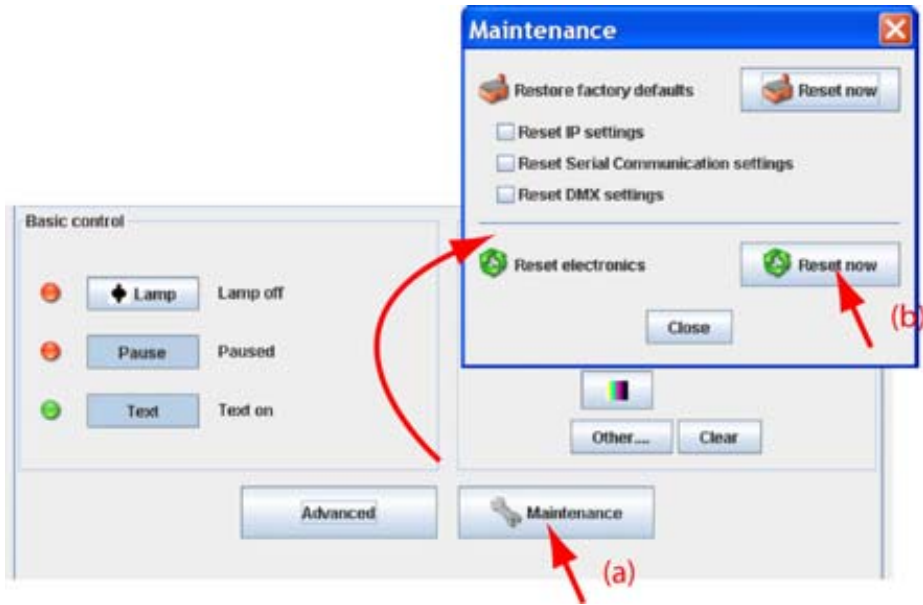 Maintenance
Restore factory defaults
Reset now
Reset IP settings
Reset Serial Communication settings
Reset DMX settings
Reset electronics
Reset now
(b)
Close
Basic control
Lamp
Lamp off
Pause
Paused
Text
Text on
Other....
Clear
Advanced
Maintenance
(a)